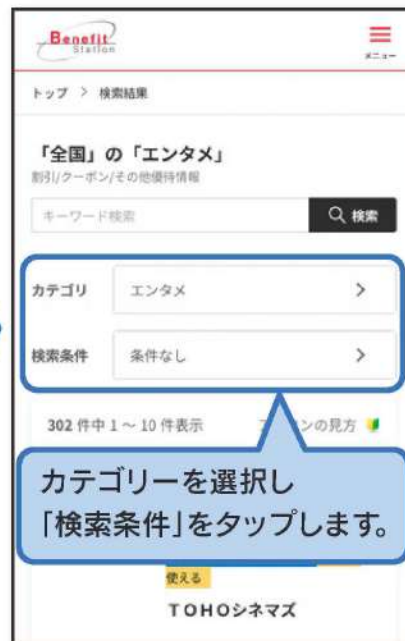 Benefit
Station
メニュー
トップ > 検索結果
「全国」の「エンタメ」
割引/クーポン/その他優待情報
キーワード検索
検索
カテゴリ
エンタメ
検索条件
条件なし
302 件中 1 ~ 10 件表示
ンの見方
カテゴリーを選択し
「検索条件」をタップします。
使える
TOHOシネマズ